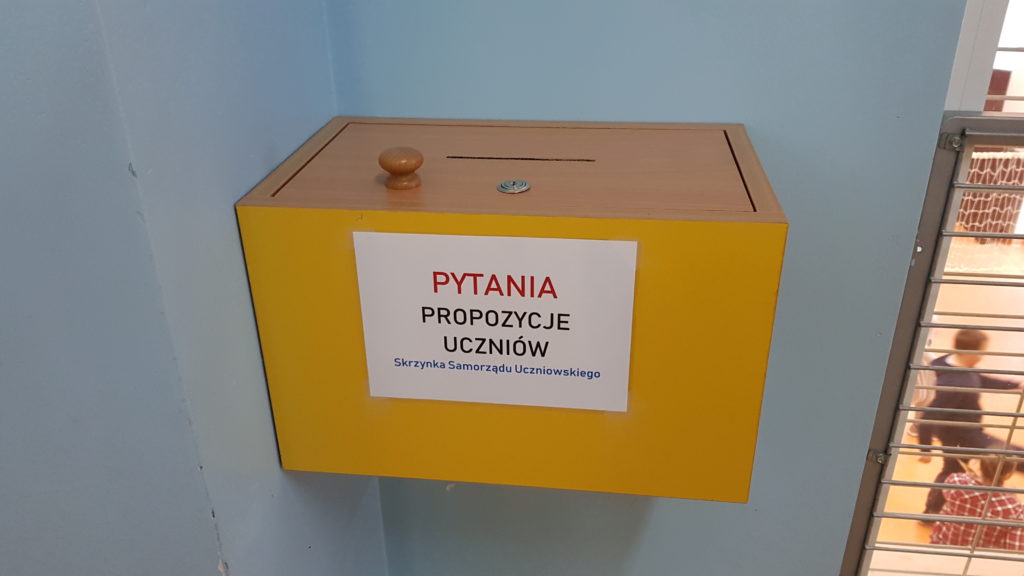 PYTANIA
PROPOZYCJE
UCZNIÓW
Skrzynka Samorządu Uczniowskiego